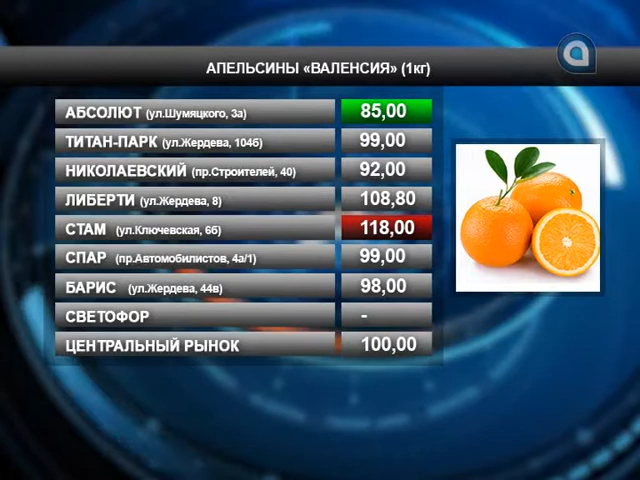 АПЕЛЬСИНЫ «ВАЛЕНСИЯ» (1кг)
АБСОЛЮТ (ул.Шумяцкого, 3а) 85,00
ТИТАН-ПАРК (ул.Жердева, 104б) 99,00
НИКОЛАЕВСКИЙ (пр.Строителей, 40) 92,00
ЛИБЕРТИ (ул.Жердева, 8) 108,80
СТАМ (ул.Ключевская, 6б) 118,00
СПАР (пр.Автомобилистов, 4а/1) 99,00
БАРИС (ул.Жердева, 44в) 98,00
СВЕТОФОР -
ЦЕНТРАЛЬНЫЙ РЫНОК 100,00